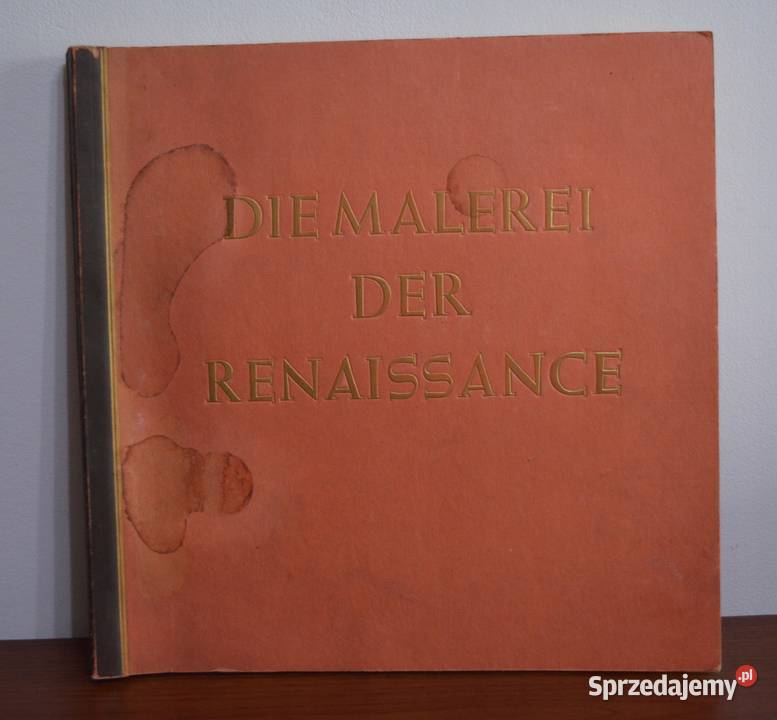 DIE MALEREI
DER
RENAISSANCE
Sprzedajemy.pl